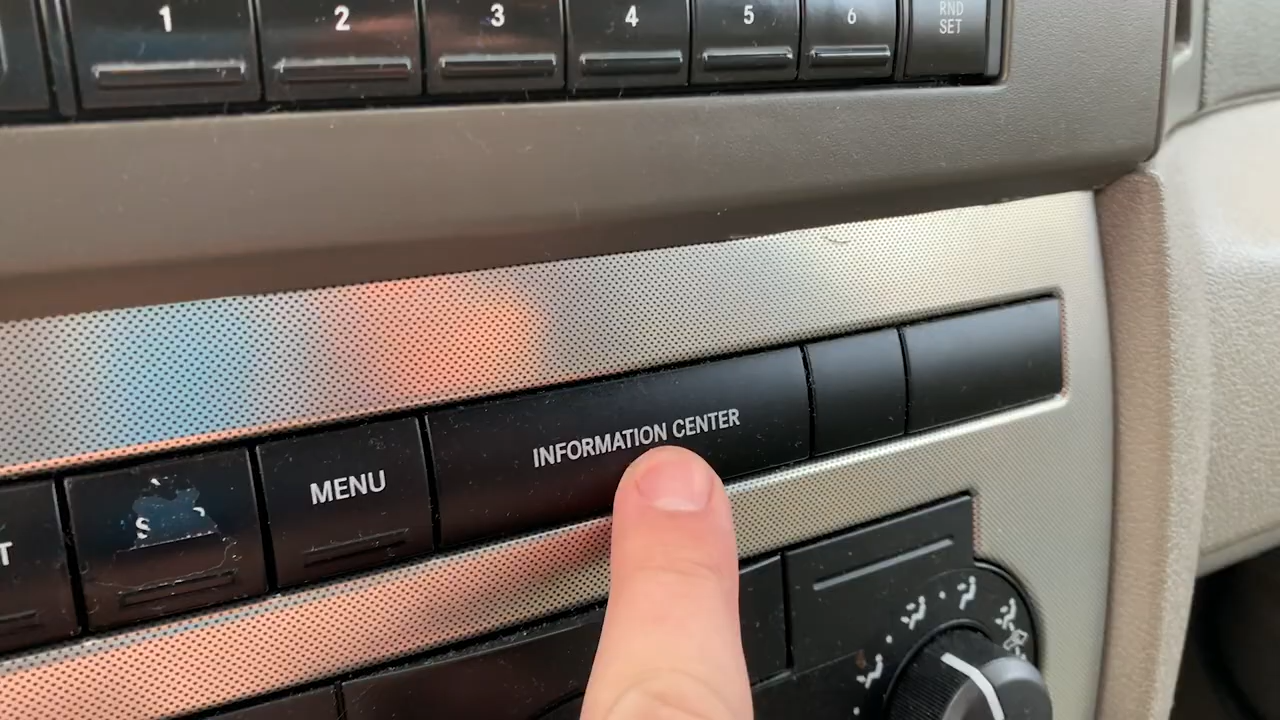 1 2 3 4 5 6 RND
SET
INFORMATION CENTER
MENU
S
T